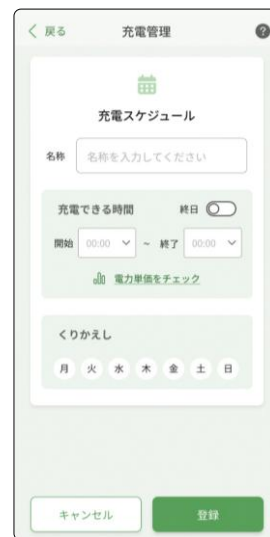 戻る 充電管理 ?
充電スケジュール
名称 名称を入力してください
充電できる時間 終日
開始 00:00 ~ 終了 00:00
電力単価をチェック
くりかえし
月 火 水 木 金 土 日
キャンセル 登録